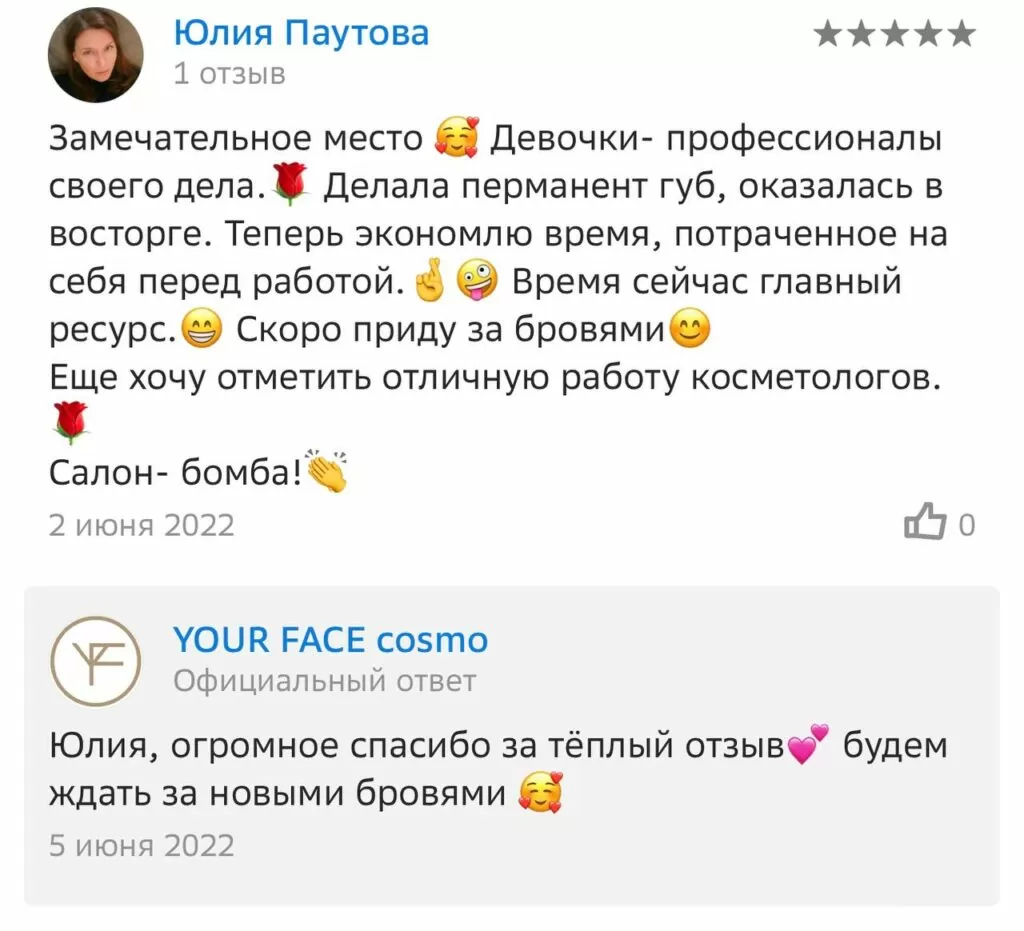 Юлия Паутова
★★★★★
1 отзыв
Замечательное место 🥰 Девочки- профессионалы
своего дела.🌹 Делала перманент губ, оказалась в
восторге. Теперь экономлю время, потраченное на
себя перед работой.🤞🤪 Время сейчас главный
ресурс.😁 Скоро приду за бровями😊
Еще хочу отметить отличную работу косметологов.
🌹
Салон- бомба!👏
2 июня 2022
0
YF
YOUR FACE cosmo
Официальный ответ
Юлия, огромное спасибо за тёплый отзыв💕 будем
ждать за новыми бровями 🥰
5 июня 2022